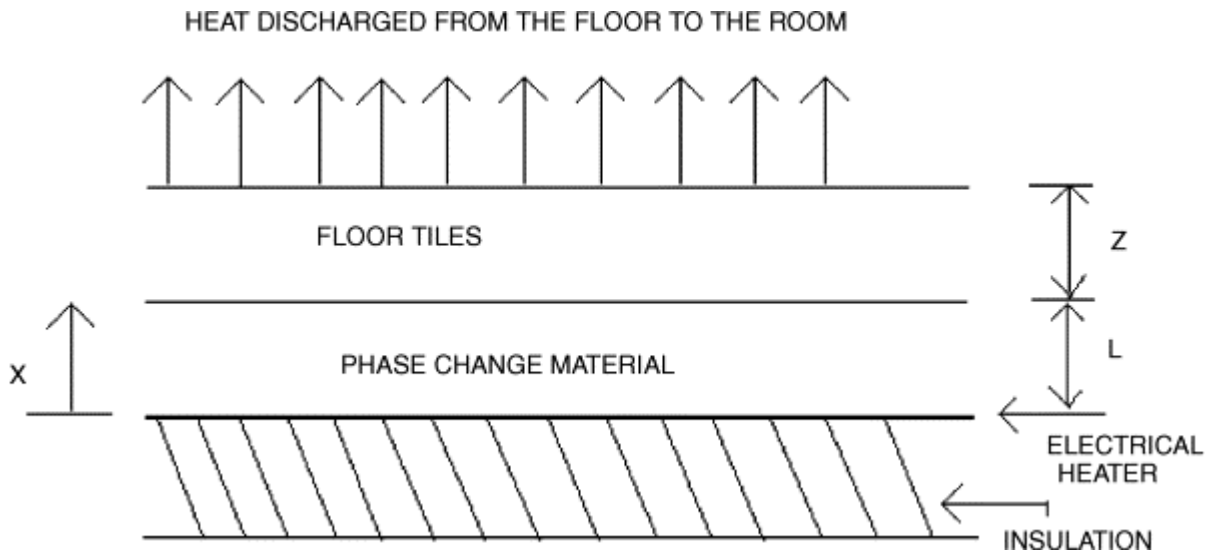 HEAT DISCHARGED FROM THE FLOOR TO THE ROOM
FLOOR TILES
Z
X
PHASE CHANGE MATERIAL
L
ELECTRICAL
HEATER
INSULATION